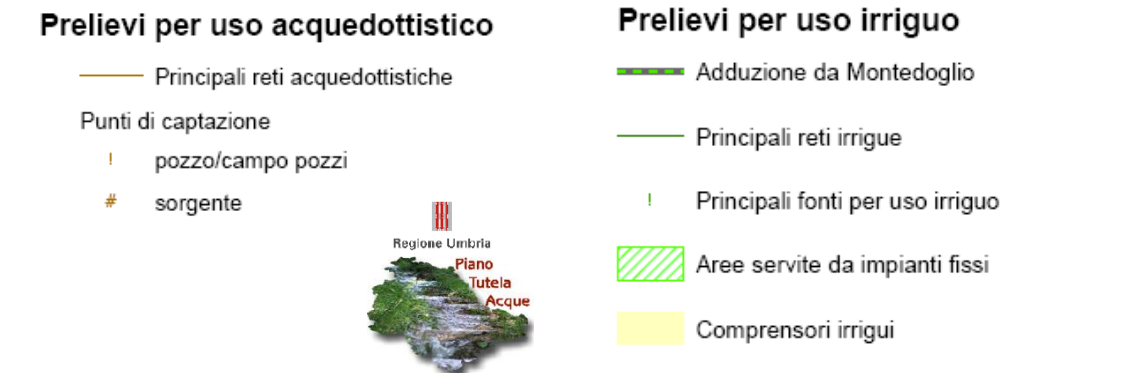 Prelievi per uso acquedottistico
Principali reti acquedottistiche
Punti di captazione
! pozzo/campo pozzi
# sorgente
Regione Umbria
Piano
Tutela
Acque
Prelievi per uso irriguo
Adduzione da Montedoglio
Principali reti irrigue
! Principali fonti per uso irriguo
Aree servite da impianti fissi
Comprensori irrigui